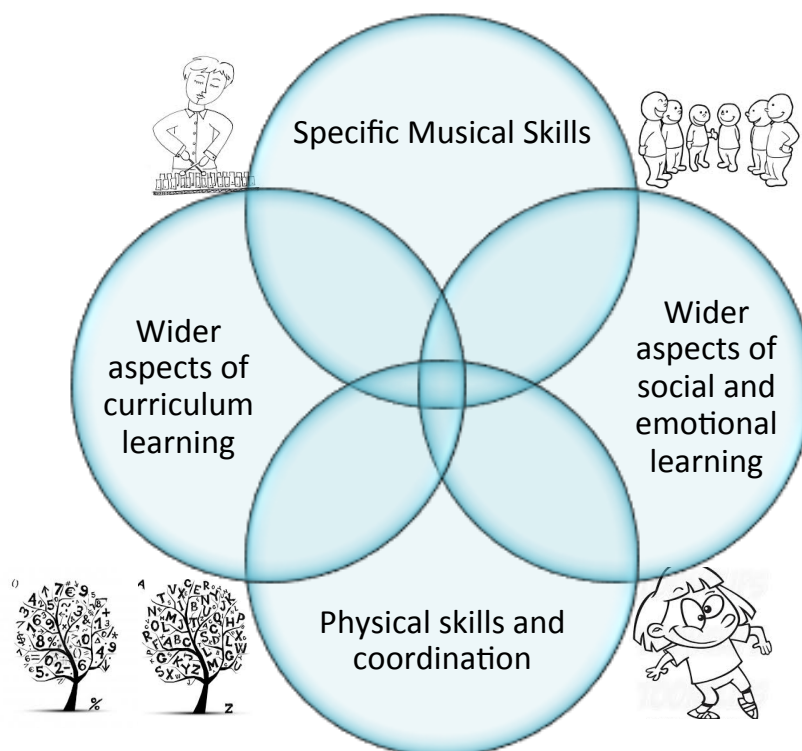 Specific Musical Skills
Wider
aspects of
curriculum
learning
Wider
aspects of
social and
emotional
learning
Physical skills and
coordination